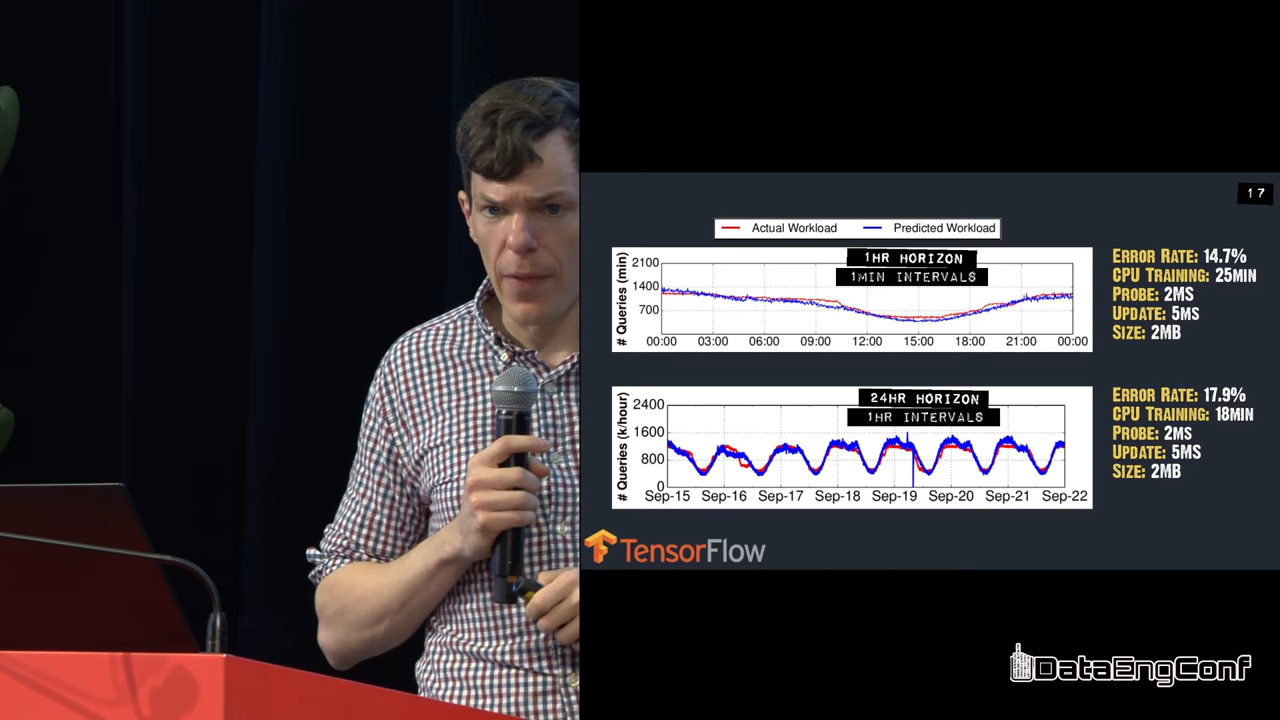 17
Actual Workload Predicted Workload
1HR HORIZON
1MIN INTERVALS
# Queries (min)
2100
1400
700
00:00 03:00 06:00 09:00 12:00 15:00 18:00 21:00 00:00
ERROR RATE: 14.7%
CPU TRAINING: 25MIN
PROBE: 2MS
UPDATE: 5MS
SIZE: 2MB
24HR HORIZON
1HR INTERVALS
# Queries (k/hour)
2400
1600
800
0
Sep-15 Sep-16 Sep-17 Sep-18 Sep-19 Sep-20 Sep-21 Sep-22
ERROR RATE: 17.9%
CPU TRAINING: 18MIN
PROBE: 2MS
UPDATE: 5MS
SIZE: 2MB
TensorFlow
DataEngConf